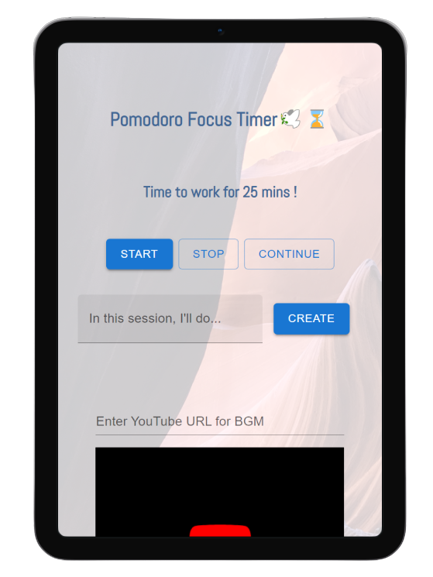 Pomodoro Focus Timer🕊️ ⏳
Time to work for 25 mins !
START STOP CONTINUE
In this session, I'll do... CREATE
Enter YouTube URL for BGM